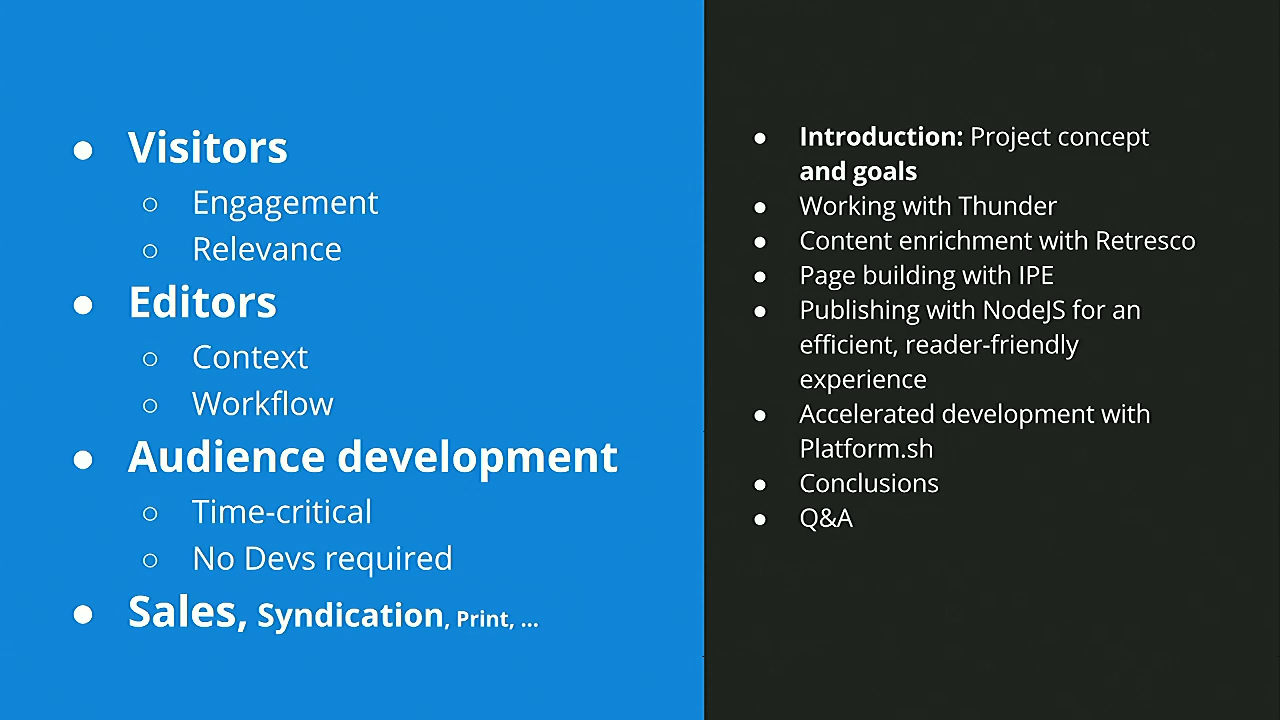 ● Visitors
○ Engagement
○ Relevance
● Editors
○ Context
○ Workflow
● Audience development
○ Time-critical
○ No Devs required
● Sales, Syndication, Print, ...
● Introduction: Project concept
and goals
● Working with Thunder
● Content enrichment with Retresco
● Page building with IPE
● Publishing with NodeJS for an
efficient, reader-friendly
experience
● Accelerated development with
Platform.sh
● Conclusions
● Q&A